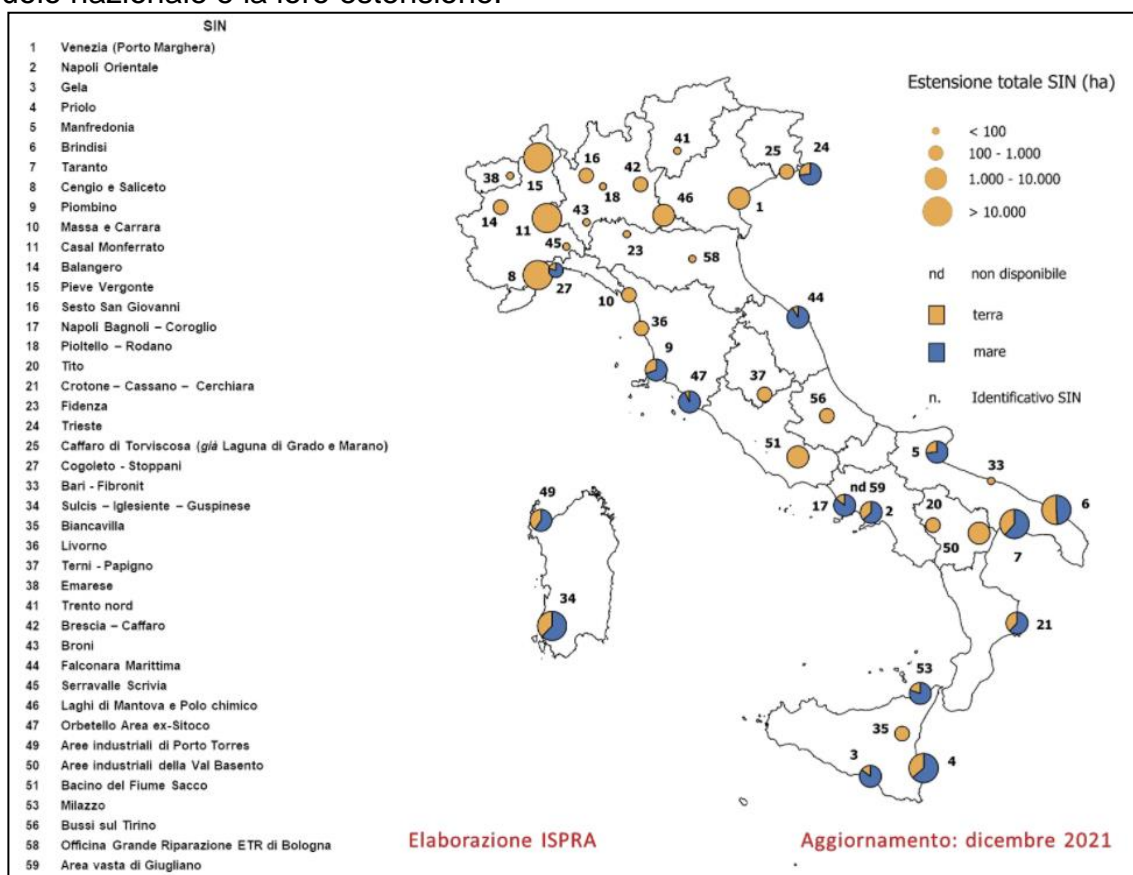 dolo nazionale e la loro estensione.
SIN
1 Venezia (Porto Marghera)
2 Napoli Orientale
3 Gela
4 Priolo
5 Manfredonia
6 Brindisi
7 Taranto
8 Cengio e Saliceto
9 Piombino
10 Massa e Carrara
11 Casal Monferrato
14 Balangero
15 Pieve Vergonte
16 Sesto San Giovanni
17 Napoli Bagnoli – Coroglio
18 Pioltello – Rodano
20 Tito
21 Crotone – Cassano – Cerchiara
23 Fidenza
24 Trieste
25 Caffaro di Torviscosa (già Laguna di Grado e Marano)
27 Cogoleto - Stoppani
33 Bari - Fibronit
34 Sulcis – Iglesiente – Guspinese
35 Biancavilla
36 Livorno
37 Terni - Papigno
38 Emarese
41 Trento nord
42 Brescia – Caffaro
43 Broni
44 Falconara Marittima
45 Serravalle Scrivia
46 Laghi di Mantova e Polo chimico
47 Orbetello Area ex-Sitoco
49 Aree industriali di Porto Torres
50 Aree industriali della Val Basento
51 Bacino del Fiume Sacco
53 Milazzo
56 Bussi sul Tirino
58 Officina Grande Riparazione ETR di Bologna
59 Area vasta di Giugliano
Estensione totale SIN (ha)
< 100
100 - 1.000
1.000 - 10.000
> 10.000
nd non disponibile
terra
mare
n. Identificativo SIN
41
25
24
16
42
38
15
18
46
1
14
11
43
45
23
58
8
27
10
44
36
9
47
37
56
51
5
33
nd 59
17
2
20
6
50
7
49
34
21
53
35
3
4
Elaborazione ISPRA
Aggiornamento: dicembre 2021